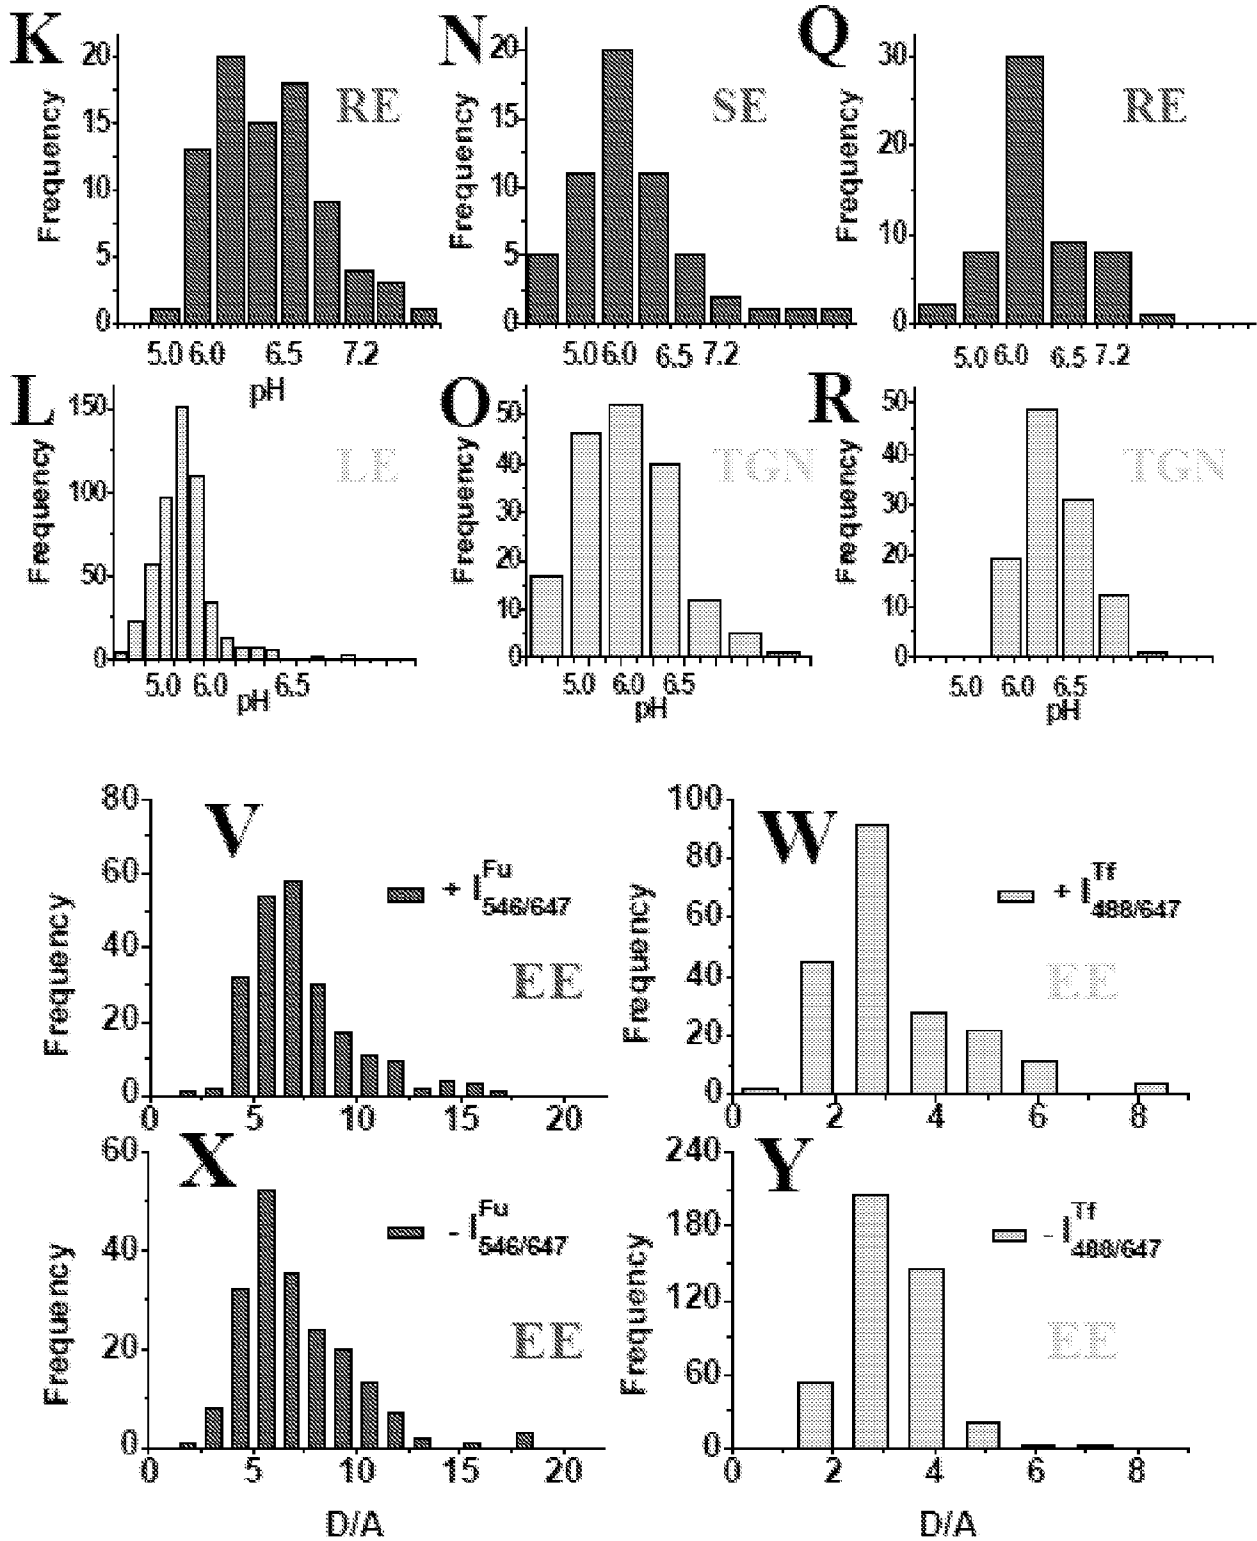 K
N
Q
Frequency
20
15
10
5
0
RE
5.0 6.0 6.5 7.2
pH
Frequency
20
15
10
5
0
SE
5.0 6.0 6.5 7.2
Frequency
30
20
10
0
RE
5.0 6.0 6.5 7.2
L
O
R
Frequency
150
100
50
0
LE
5.0 6.0 6.5
pH
Frequency
50
40
30
20
10
0
TGN
5.0 6.0 6.5
pH
Frequency
50
40
30
20
10
0
TGN
5.0 6.0 6.5
pH
V
Frequency
80
60
40
20
0
+ I Fu 546/647
EE
0 5 10 15 20
W
Frequency
100
80
60
40
20
0
+ I Tf 488/647
EE
0 2 4 6 8
X
Frequency
60
40
20
0
- I Fu 546/647
EE
0 5 10 15 20
D/A
Y
Frequency
240
180
120
60
0
- I Tf 488/647
EE
0 2 4 6 8
D/A